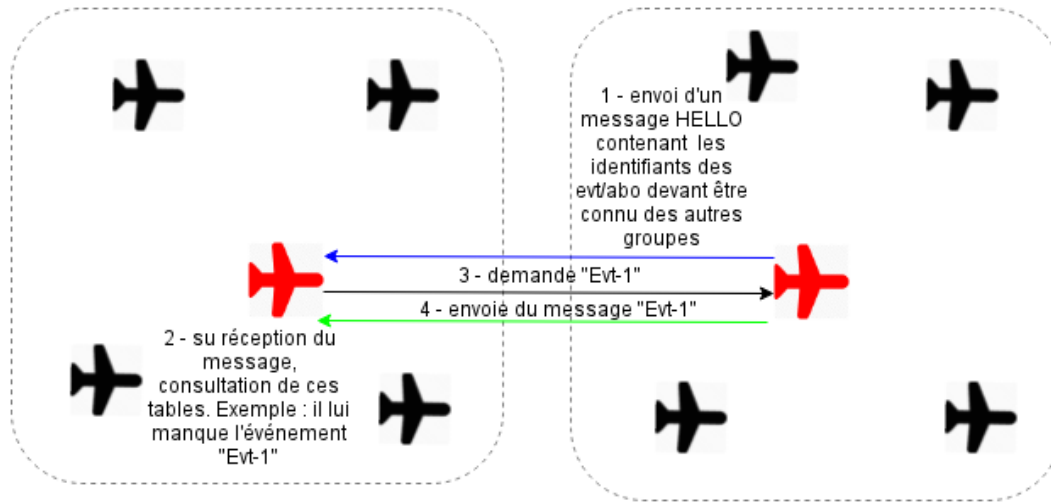 1 - envoi d'un
message HELLO
contenant les
identifiants des
evt/abo devant être
connu des autres
groupes
3 - demande "Evt-1"
4 - envoie du message "Evt-1"
2 - su réception du
message,
consultation de ces
tables. Exemple : il lui
manque l'événement
"Evt-1"